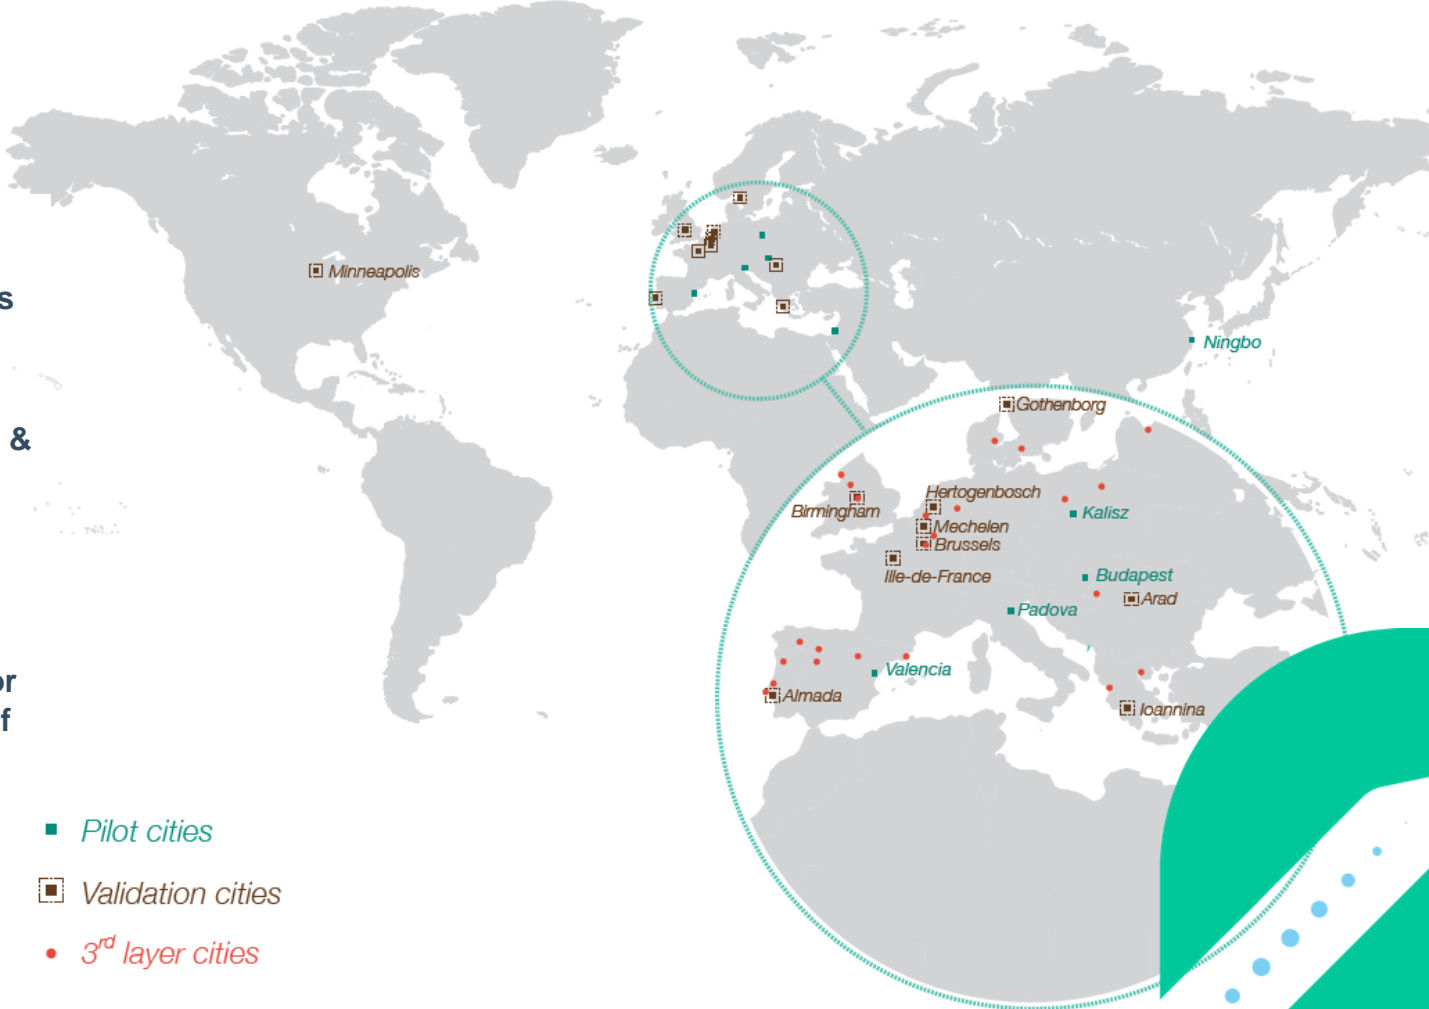 s
&
or
f
Minneapolis
Ningbo
Gothenborg
Hertogenbosch
Birmingham
Mechelen
Brussels
Kalisz
Ille-de-France
Budapest
Arad
Padova
Valencia
Almada
Ioannina
Pilot cities
Validation cities
3rd layer cities